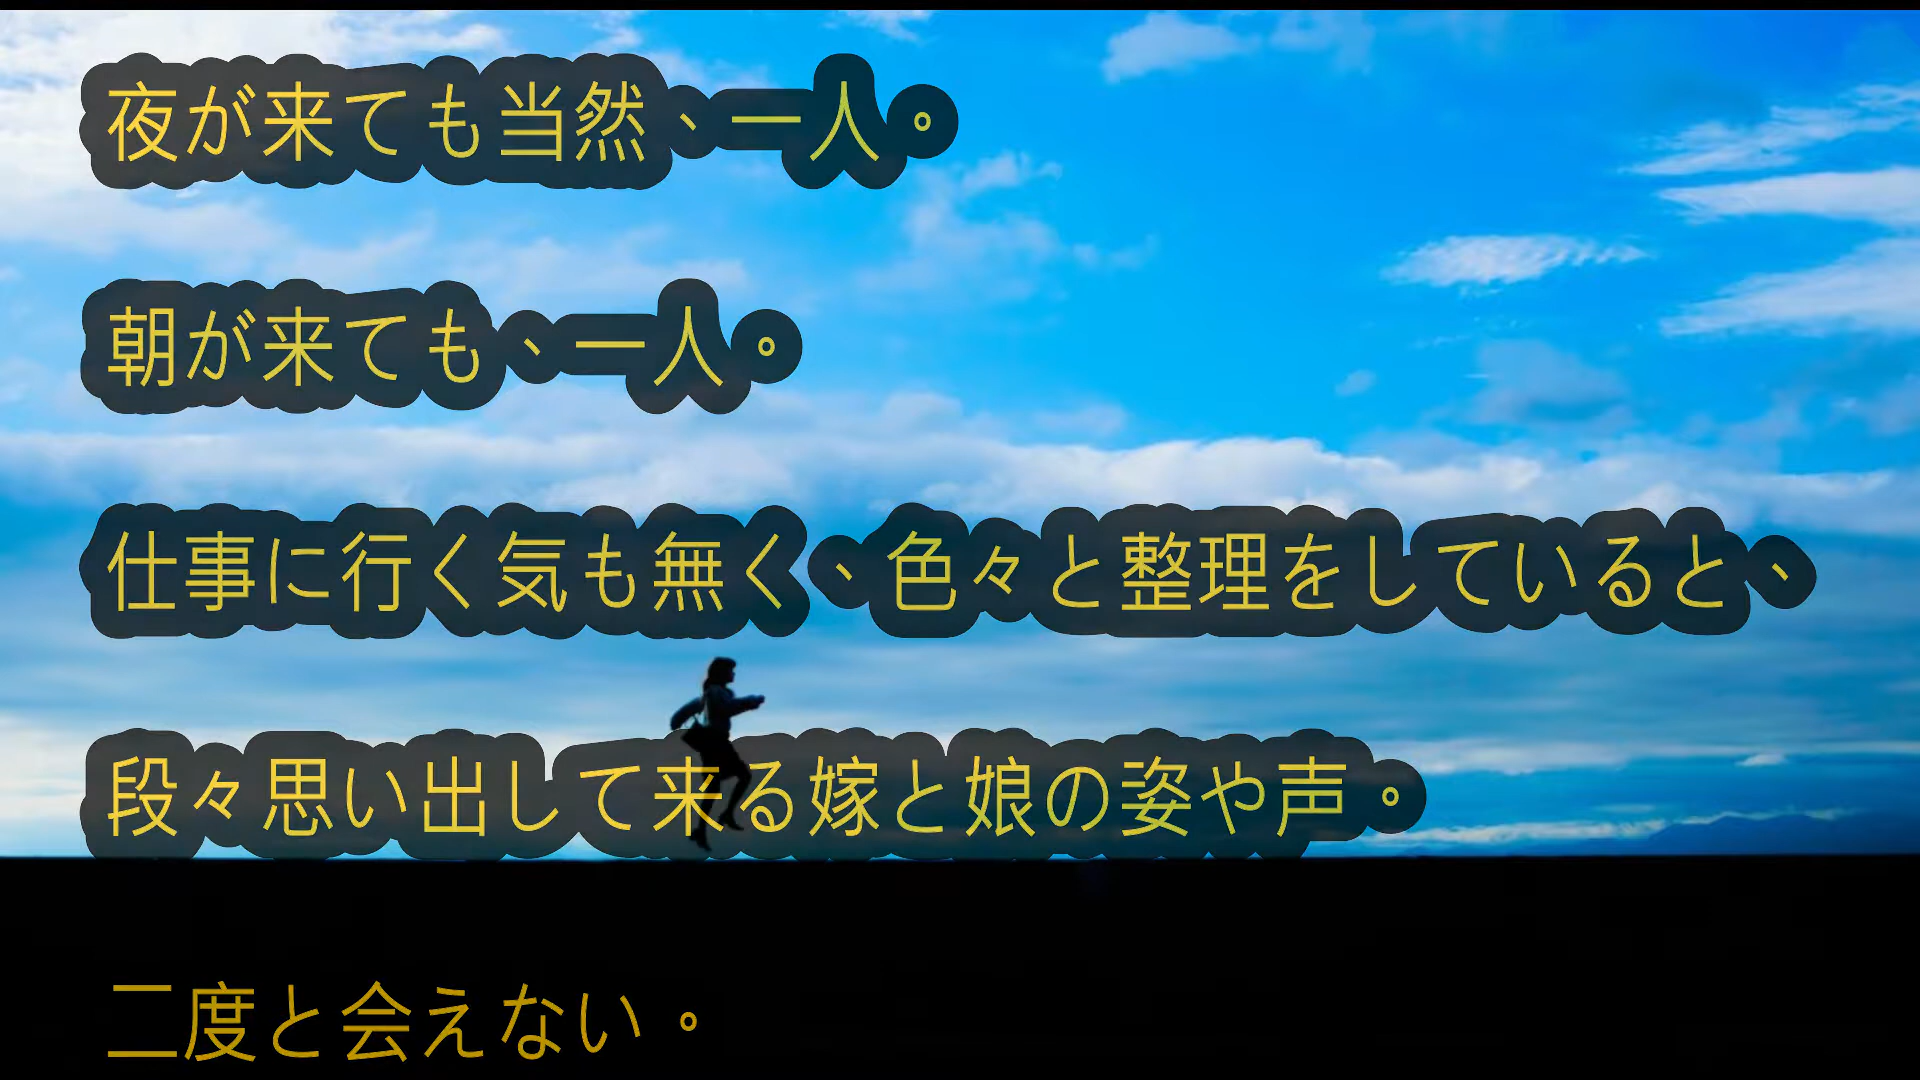 夜が来ても当然、一人。
朝が来ても、一人。
仕事に行く気も無く、色々と整理をしていると、
段々思い出して来る嫁と娘の姿や声。
二度と会えない。